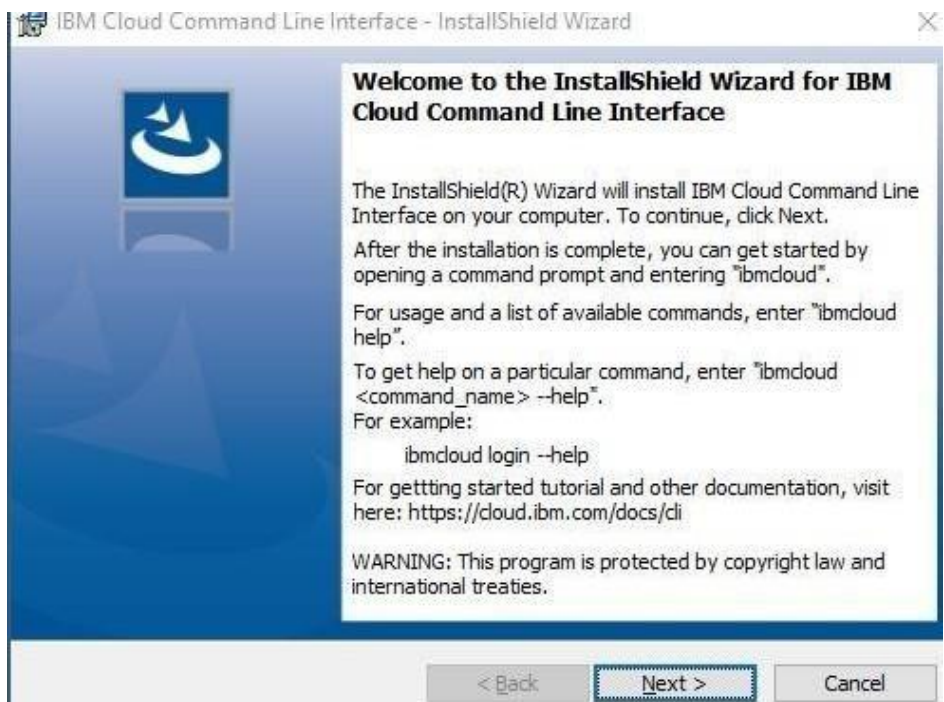 IBM Cloud Command Line Interface - InstallShield Wizard
Welcome to the InstallShield Wizard for IBM
Cloud Command Line Interface
The InstallShield(R) Wizard will install IBM Cloud Command Line
Interface on your computer. To continue, click Next.
After the installation is complete, you can get started by
opening a command prompt and entering "ibmcloud".
For usage and a list of available commands, enter "ibmcloud
help".
To get help on a particular command, enter "ibmcloud
<command_name> --help".
For example:
ibmcloud login --help
For gettting started tutorial and other documentation, visit
here: https://cloud.ibm.com/docs/cli
WARNING: This program is protected by copyright law and
international treaties.
< Back
Next >
Cancel